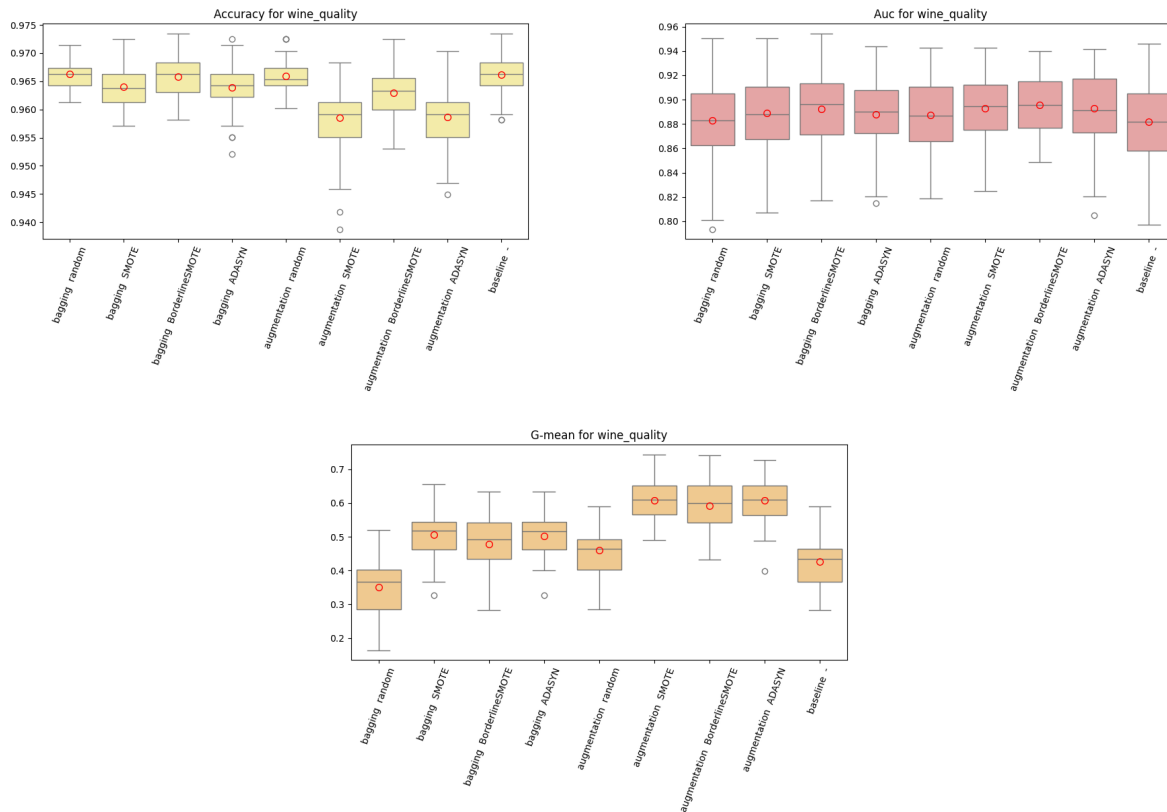 Accuracy for wine_quality
0.975
0.970
0.965
0.960
0.955
0.950
0.945
0.940
bagging random
bagging SMOTE
bagging BorderlineSMOTE
bagging ADASYN
augmentation random
augmentation SMOTE
augmentation BorderlineSMOTE
augmentation ADASYN
baseline -
Auc for wine_quality
0.96
0.94
0.92
0.90
0.88
0.86
0.84
0.82
0.80
bagging random
bagging SMOTE
bagging BorderlineSMOTE
bagging ADASYN
augmentation random
augmentation SMOTE
augmentation BorderlineSMOTE
augmentation ADASYN
baseline -
G-mean for wine_quality
0.7
0.6
0.5
0.4
0.3
0.2
bagging random
bagging SMOTE
bagging BorderlineSMOTE
bagging ADASYN
augmentation random
augmentation SMOTE
augmentation BorderlineSMOTE
augmentation ADASYN
baseline -